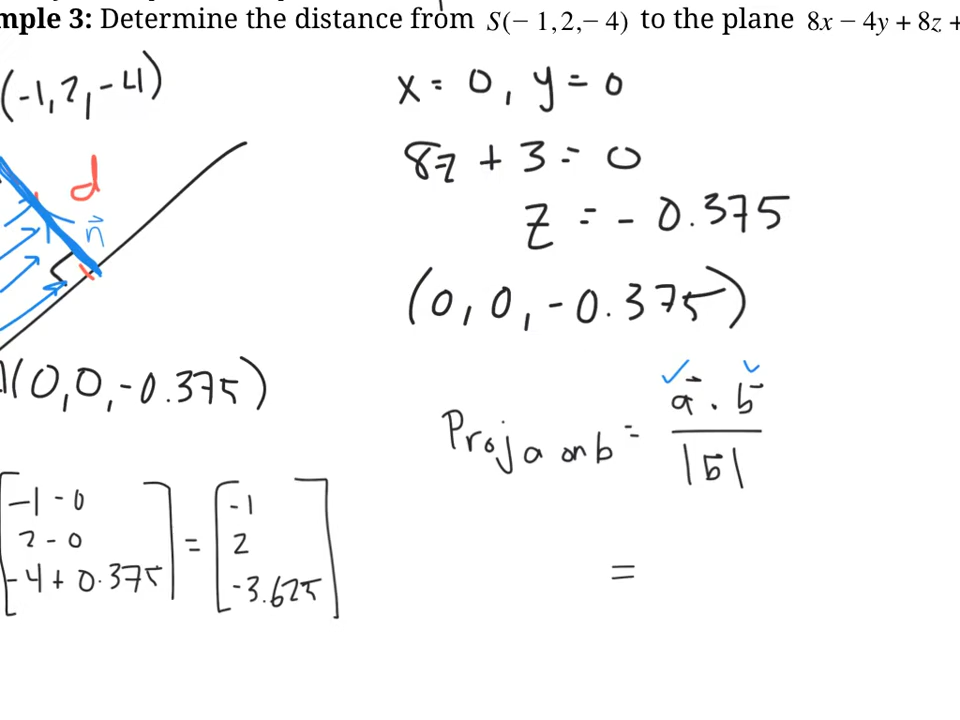 mple 3: Determine the distance from S(− 1,2,− 4) to the plane 8x − 4y + 8z +
(-1,2,-4)
x = 0, y = 0
8z + 3 = 0
d
z = - 0.375
n⃗
(0, 0, -0.375)
(0,0,-0.375)
Proj a on b = a⃗ · b⃗ / |b⃗|
[-1 - 0, 2 - 0, -4 + 0.375] = [-1, 2, -3.625]
=